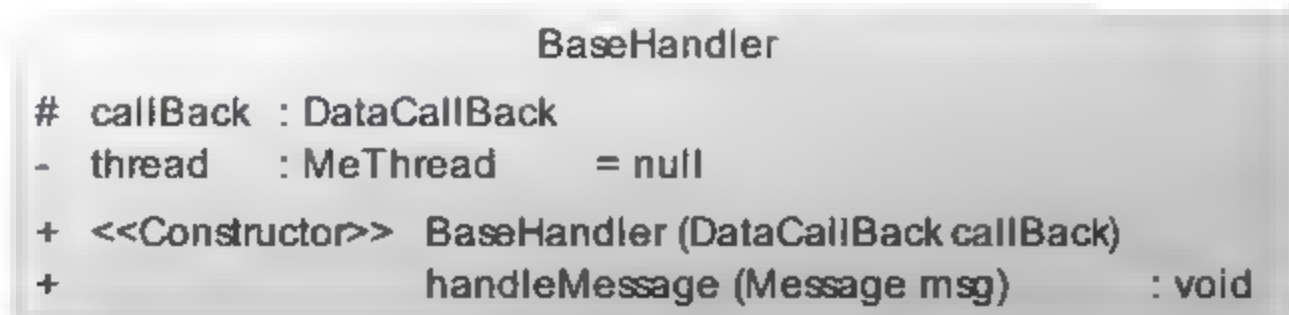 BaseHandler
# callBack : DataCallBack
- thread : MeThread = null
+ <<Constructor>> BaseHandler (DataCallBack callBack)
+ handleMessage (Message msg) : void